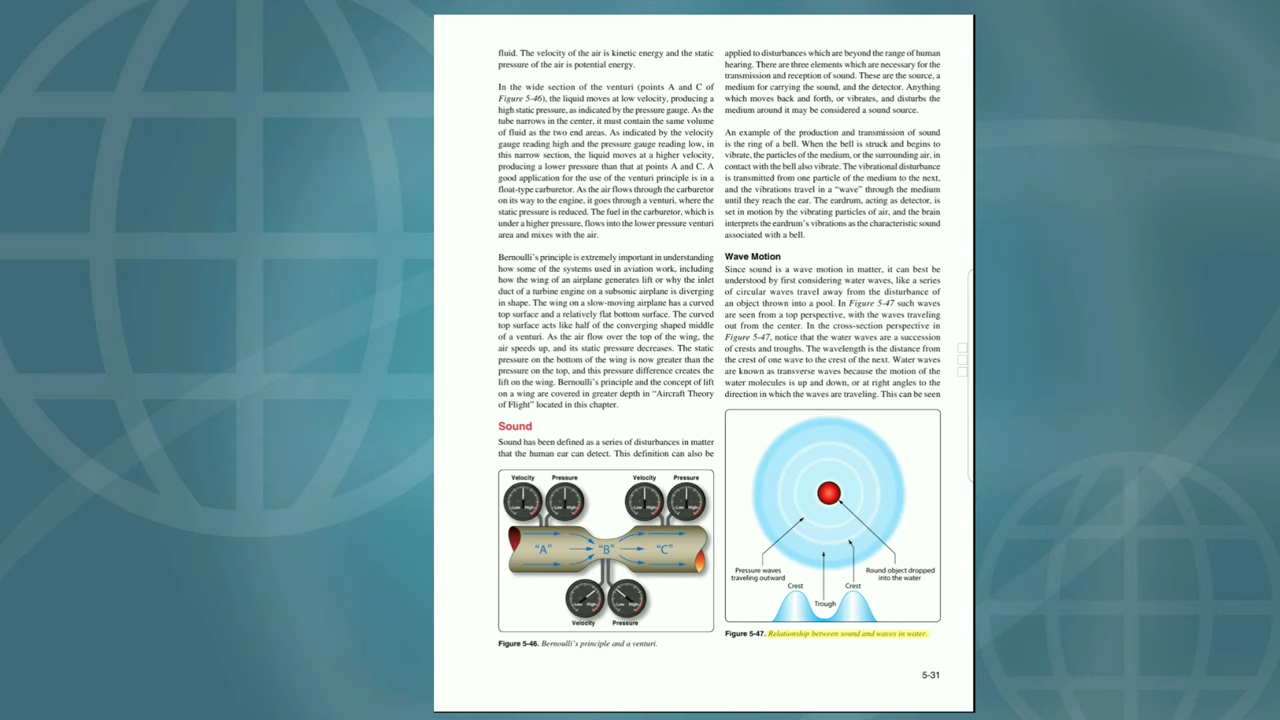 fluid. The velocity of the air is kinetic energy and the static
pressure of the air is potential energy.
In the wide section of the venturi (points A and C of
Figure 5-46), the liquid moves at low velocity, producing a
high static pressure, as indicated by the pressure gauge. As the
tube narrows in the center, it must contain the same volume
of fluid as the two end areas. As indicated by the velocity
gauge reading high and the pressure gauge reading low, in
this narrow section, the liquid moves at a higher velocity,
producing a lower pressure than that at points A and C. A
good application for the use of the venturi principle is in a
float-type carburetor. As the air flows through the carburetor
on its way to the engine, it goes through a venturi, where the
static pressure is reduced. The fuel in the carburetor, which is
under a higher pressure, flows into the lower pressure venturi
area and mixes with the air.
Bernoulli's principle is extremely important in understanding
how some of the systems used in aviation work, including
how the wing of an airplane generates lift or why the inlet
duct of a turbine engine on a subsonic airplane is diverging
in shape. The wing on a slow-moving airplane has a curved
top surface and a relatively flat bottom surface. The curved
top surface acts like half of the converging shaped middle
of a venturi. As the air flow over the top of the wing, the
air speeds up, and its static pressure decreases. The static
pressure on the bottom of the wing is now greater than the
pressure on the top, and this pressure difference creates the
lift on the wing. Bernoulli's principle and the concept of lift
on a wing are covered in greater depth in "Aircraft Theory
of Flight" located in this chapter.
Sound
Sound has been defined as a series of disturbances in matter
that the human ear can detect. This definition can also be
Velocity Pressure Velocity Pressure
Low High Low High Low High Low High
"A" "B" "C"
Low High Low High
Velocity Pressure
Figure 5-46. Bernoulli's principle and a venturi.
applied to disturbances which are beyond the range of human
hearing. There are three elements which are necessary for the
transmission and reception of sound. These are the source, a
medium for carrying the sound, and the detector. Anything
which moves back and forth, or vibrates, and disturbs the
medium around it may be considered a sound source.
An example of the production and transmission of sound
is the ring of a bell. When the bell is struck and begins to
vibrate, the particles of the medium, or the surrounding air, in
contact with the bell also vibrate. The vibrational disturbance
is transmitted from one particle of the medium to the next,
and the vibrations travel in a "wave" through the medium
until they reach the ear. The eardrum, acting as detector, is
set in motion by the vibrating particles of air, and the brain
interprets the eardrum's vibrations as the characteristic sound
associated with a bell.
Wave Motion
Since sound is a wave motion in matter, it can best be
understood by first considering water waves, like a series
of circular waves travel away from the disturbance of
an object thrown into a pool. In Figure 5-47 such waves
are seen from a top perspective, with the waves traveling
out from the center. In the cross-section perspective in
Figure 5-47, notice that the water waves are a succession
of crests and troughs. The wavelength is the distance from
the crest of one wave to the crest of the next. Water waves
are known as transverse waves because the motion of the
water molecules is up and down, or at right angles to the
direction in which the waves are traveling. This can be seen
Pressure waves
traveling outward
Round object dropped
into the water
Crest Crest
Trough
Figure 5-47. Relationship between sound and waves in water.
5-31